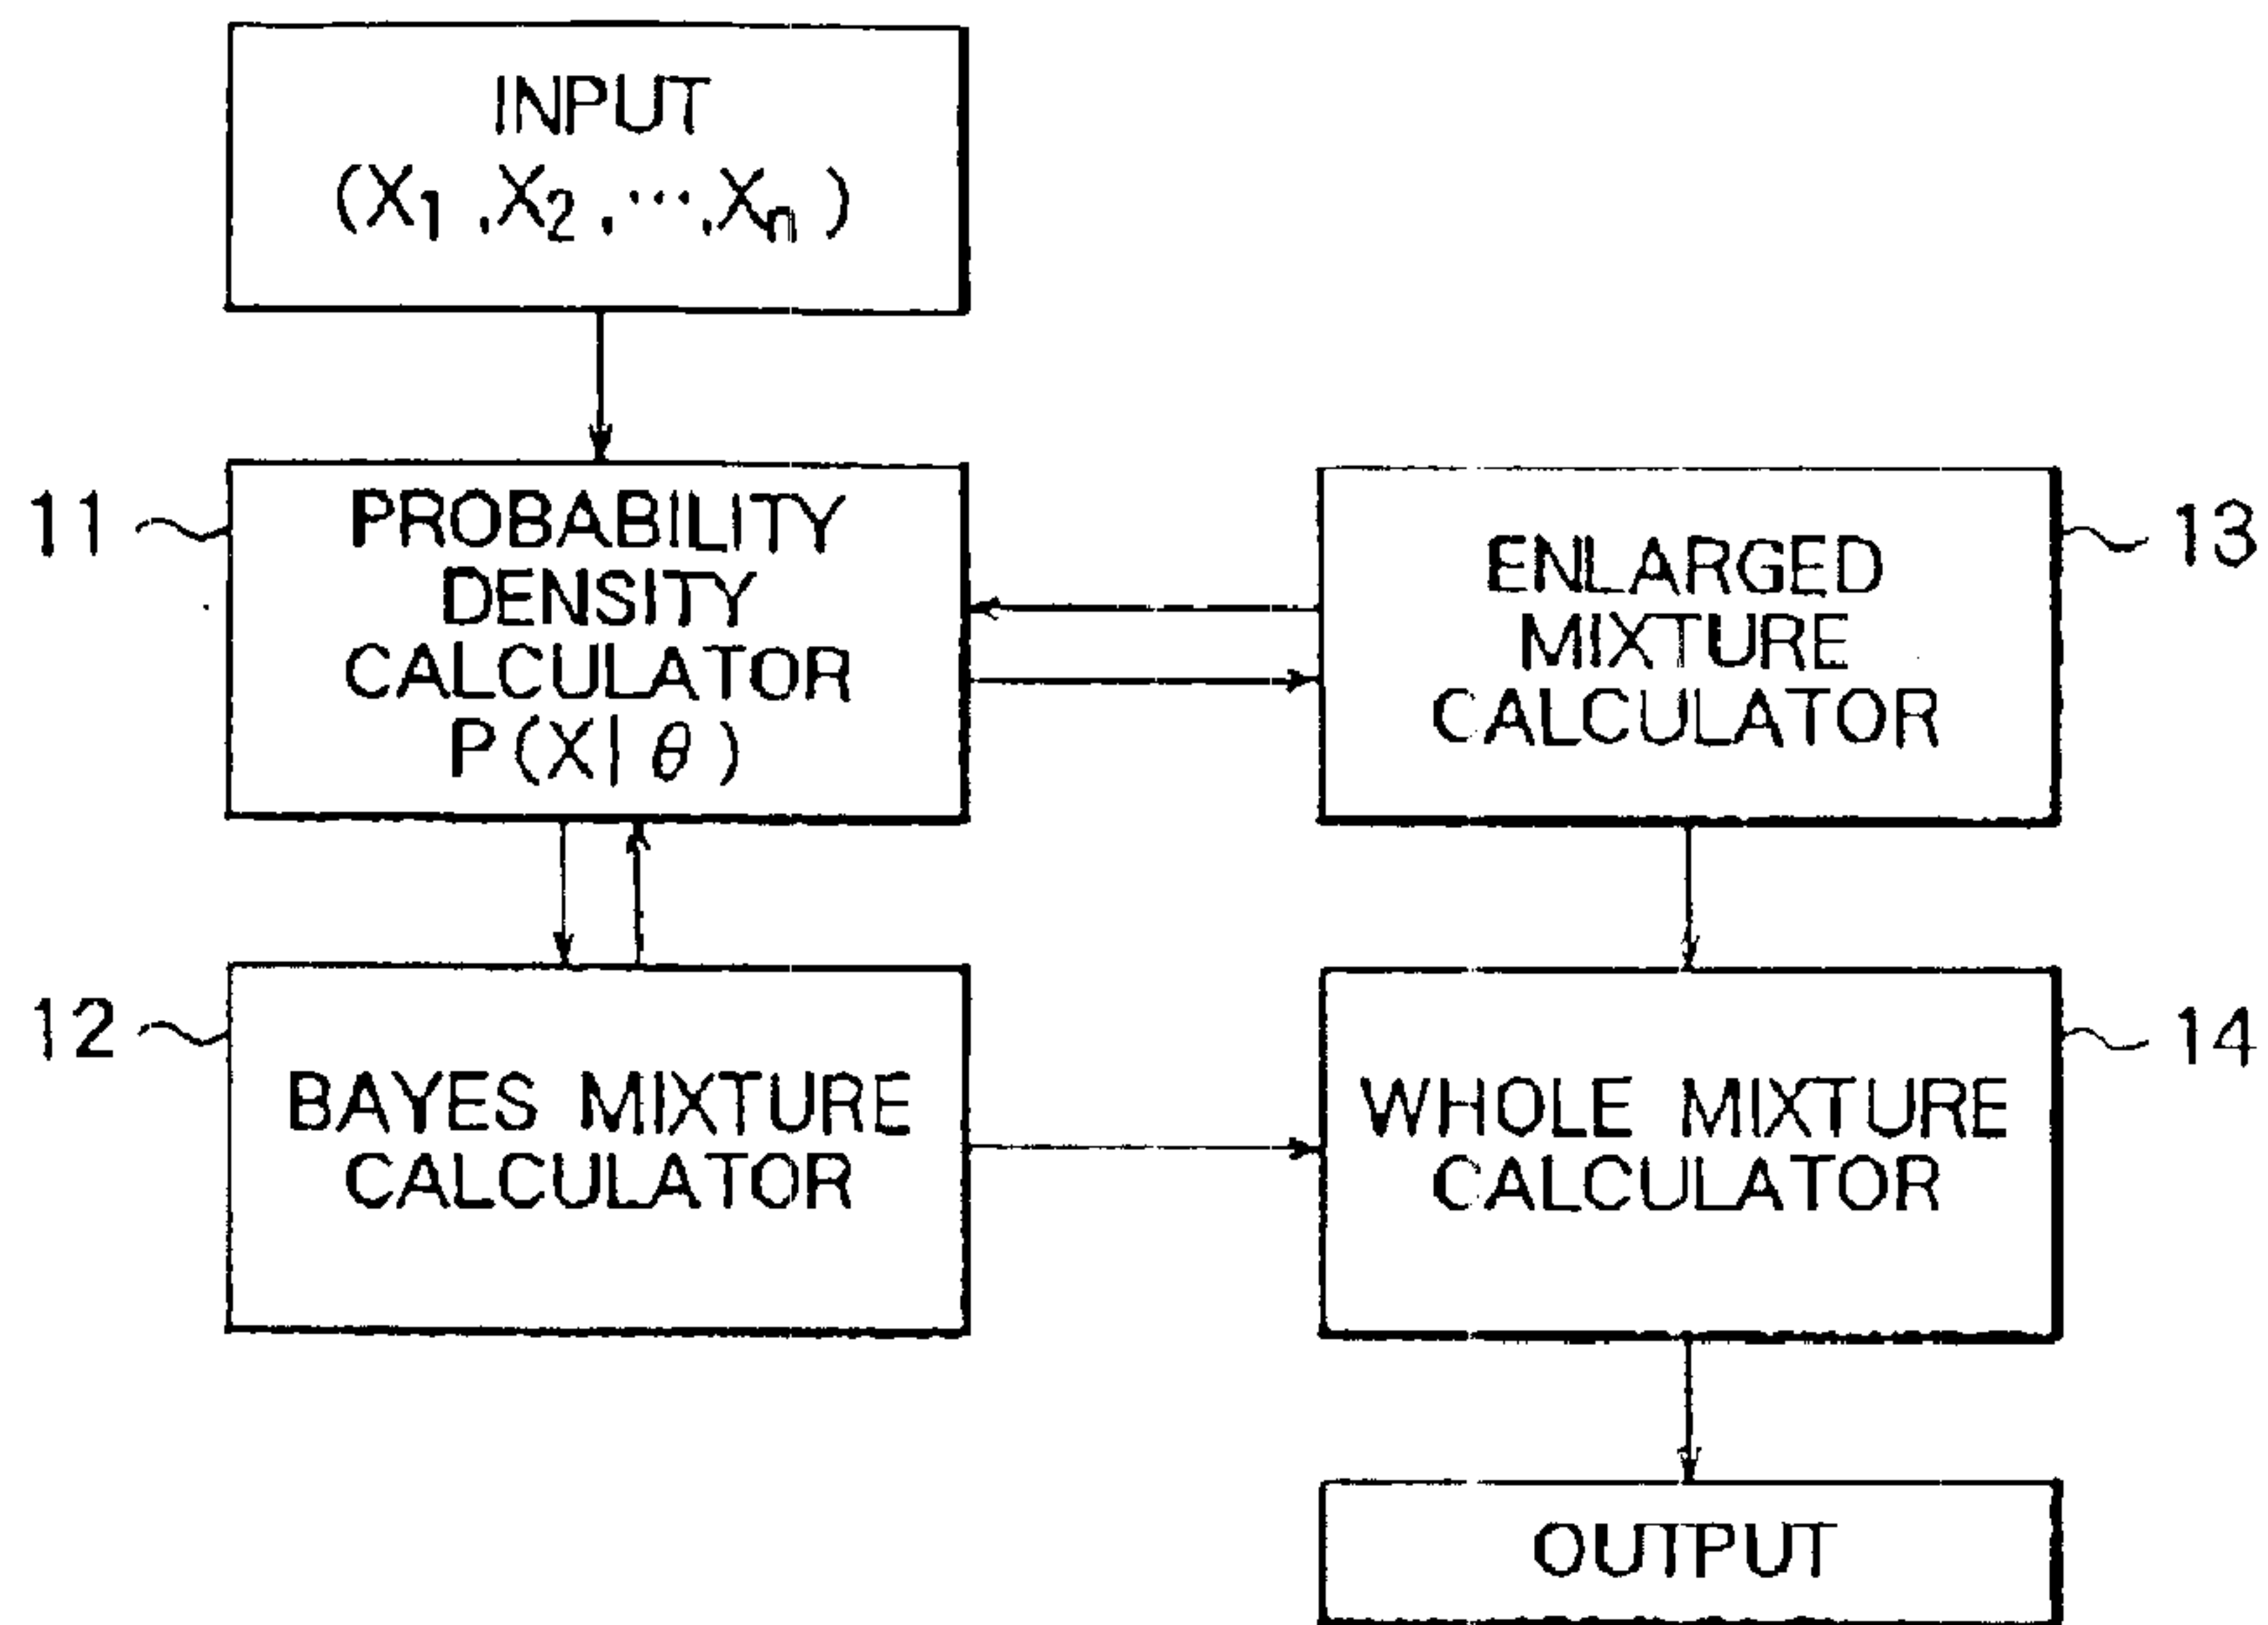 INPUT
(X1 ,X2 ,…,Xn )
11
PROBABILITY
DENSITY
CALCULATOR
P(X| θ )
13
ENLARGED
MIXTURE
CALCULATOR
12
BAYES MIXTURE
CALCULATOR
14
WHOLE MIXTURE
CALCULATOR
OUTPUT